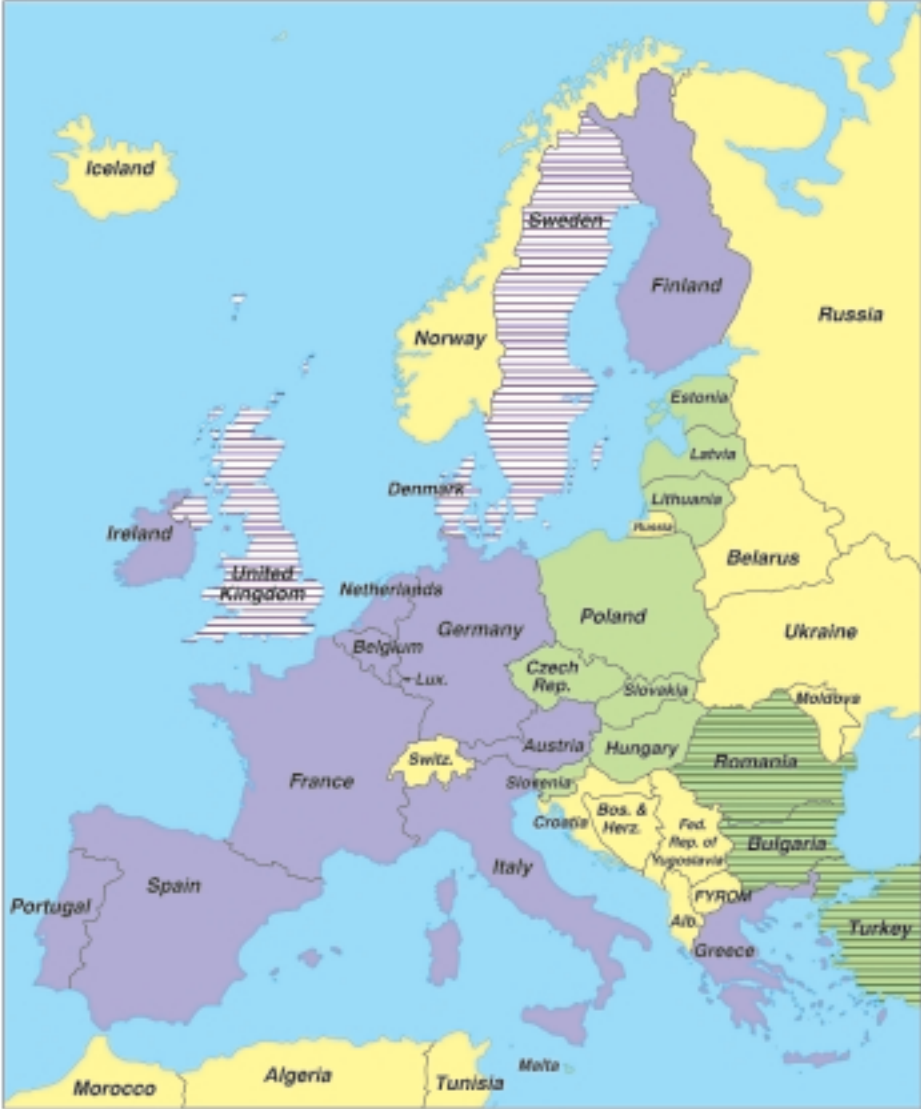 Iceland
Sweden
Finland
Russia
Norway
Estonia
Latvia
Denmark
Lithuania
Russia
Ireland
Belarus
United
Kingdom
Netherlands
Poland
Germany
Ukraine
Belgium
Lux.
Czech
Rep.
Slovakia
Moldova
Austria
Hungary
Switz.
Romania
France
Slovenia
Croatia
Bos. &
Herz.
Fed.
Rep. of
Yugoslavia
Bulgaria
Italy
Spain
FYROM
Portugal
Alb.
Turkey
Greece
Malta
Algeria
Tunisia
Morocco